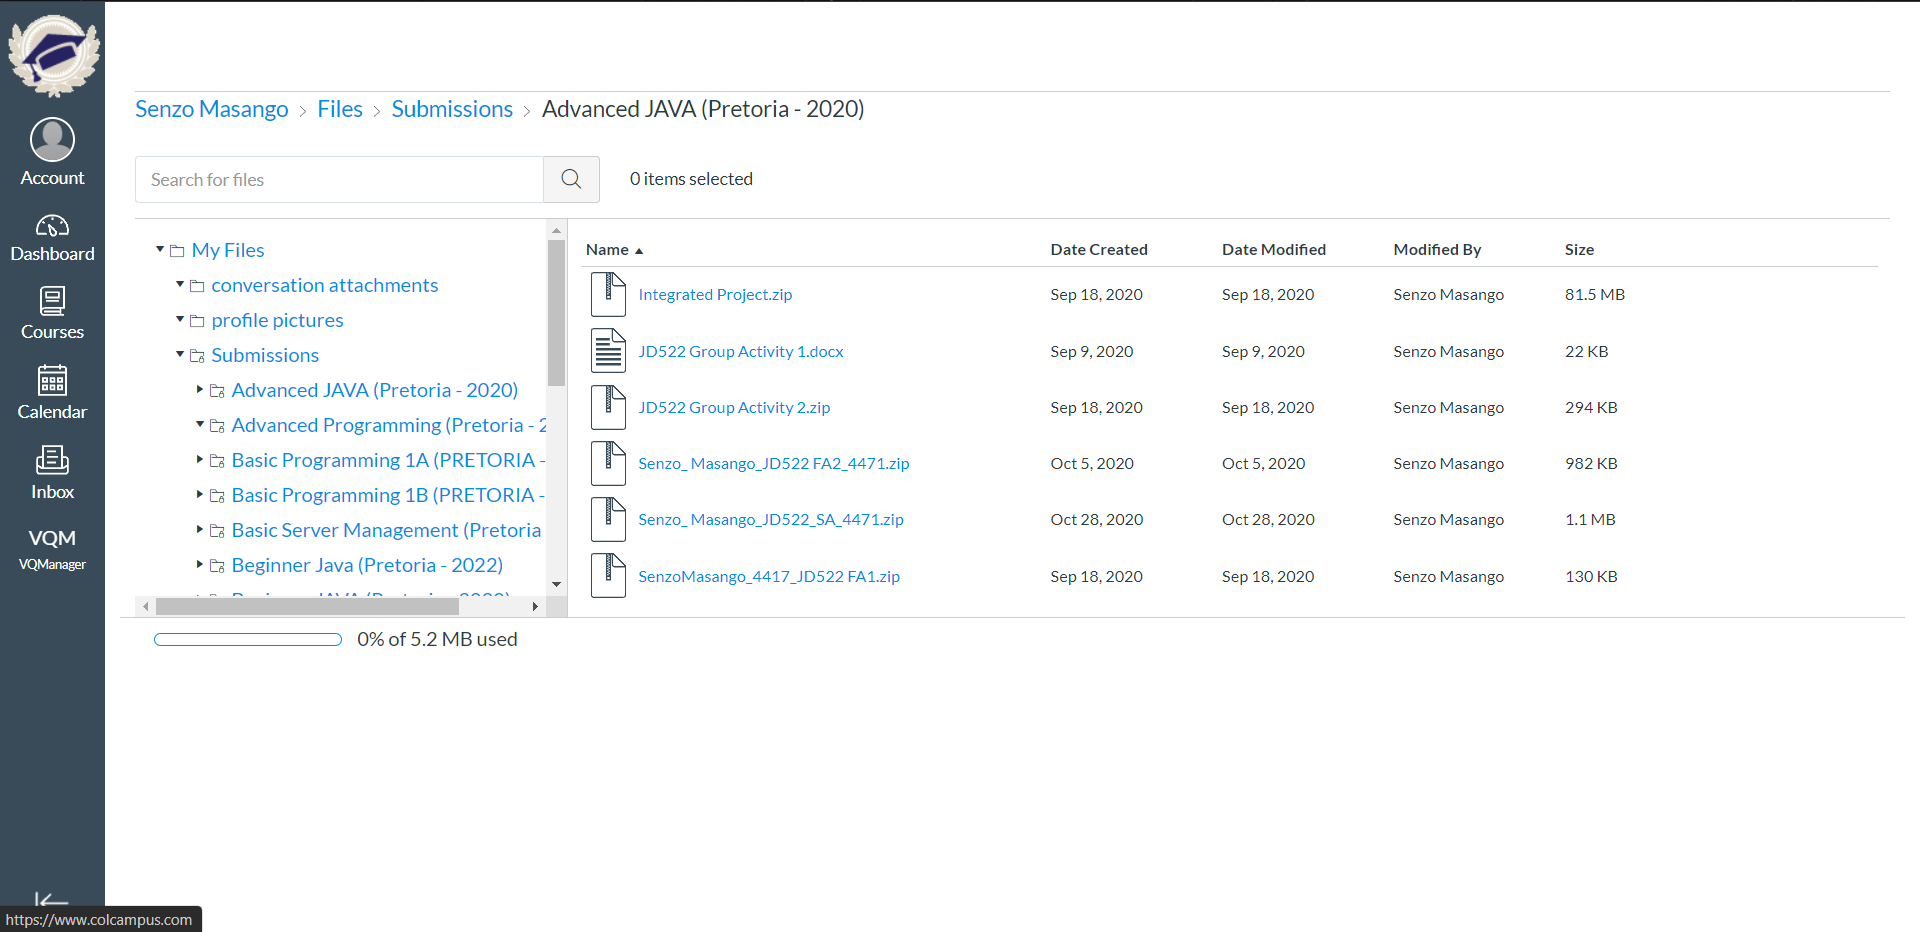 Senzo Masango > Files > Submissions > Advanced JAVA (Pretoria - 2020)
Account
Dashboard
Courses
Calendar
Inbox
VQM
VQManager
Search for files
0 items selected
My Files
conversation attachments
profile pictures
Submissions
Advanced JAVA (Pretoria - 2020)
Advanced Programming (Pretoria - 2
Basic Programming 1A (PRETORIA -
Basic Programming 1B (PRETORIA -
Basic Server Management (Pretoria
Beginner Java (Pretoria - 2022)
Name Date Created Date Modified Modified By Size
Integrated Project.zip Sep 18, 2020 Sep 18, 2020 Senzo Masango 81.5 MB
JD522 Group Activity 1.docx Sep 9, 2020 Sep 9, 2020 Senzo Masango 22 KB
JD522 Group Activity 2.zip Sep 18, 2020 Sep 18, 2020 Senzo Masango 294 KB
Senzo_ Masango_JD522 FA2_4471.zip Oct 5, 2020 Oct 5, 2020 Senzo Masango 982 KB
Senzo_ Masango_JD522_SA_4471.zip Oct 28, 2020 Oct 28, 2020 Senzo Masango 1.1 MB
SenzoMasango_4417_JD522 FA1.zip Sep 18, 2020 Sep 18, 2020 Senzo Masango 130 KB
0% of 5.2 MB used
https://www.colcampus.com